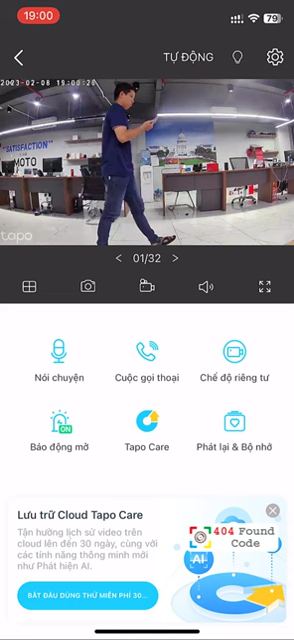 19:00
79
TỰ ĐỘNG
2023-02-08 19:00:26
"SATISFACTION"
MOTO
tapo
< 01/32 >
Nói chuyện
Cuộc gọi thoại
Chế độ riêng tư
ON
Báo động mở
Tapo Care
Phát lại & Bộ nhớ
Lưu trữ Cloud Tapo Care
Tận hưởng lịch sử video trên
cloud lên đến 30 ngày, cùng với
các tính năng thông minh mới
như Phát hiện AI.
BẮT ĐẦU DÙNG THỬ MIỄN PHÍ 30...
404 Found
Code
AI